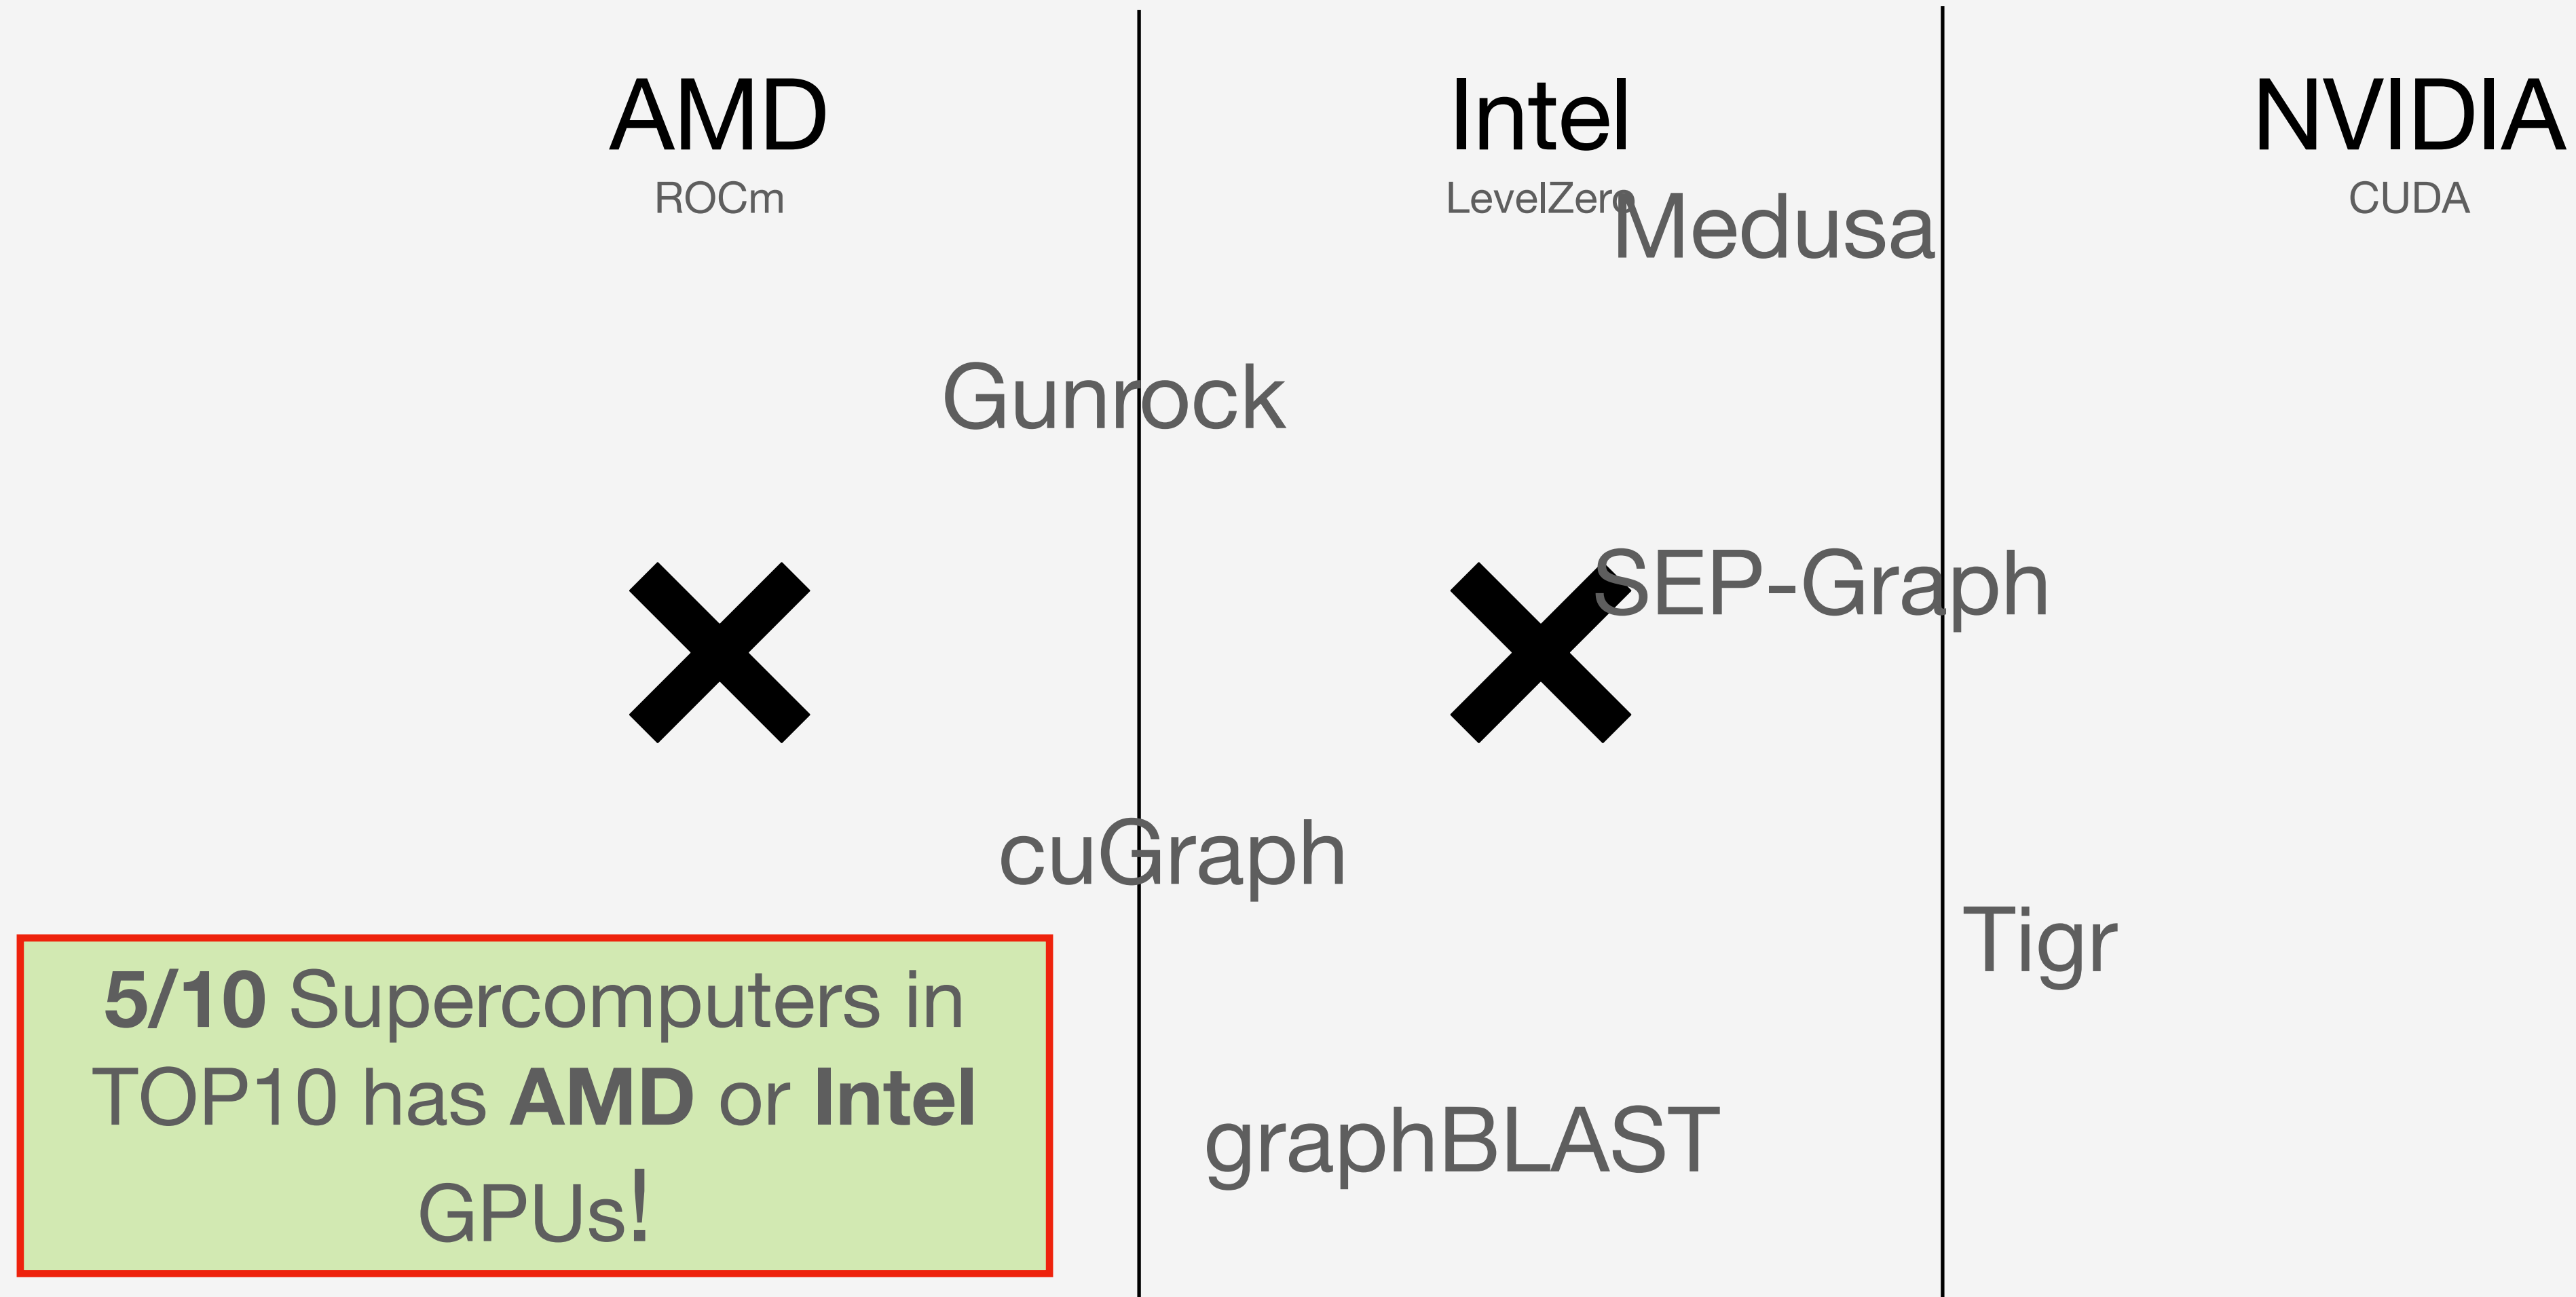 AMD
ROCm
Intel
LevelZero
NVIDIA
CUDA
Medusa
Gunrock
SEP-Graph
cuGraph
Tigr
graphBLAST
5/10 Supercomputers in
TOP10 has AMD or Intel
GPUs!